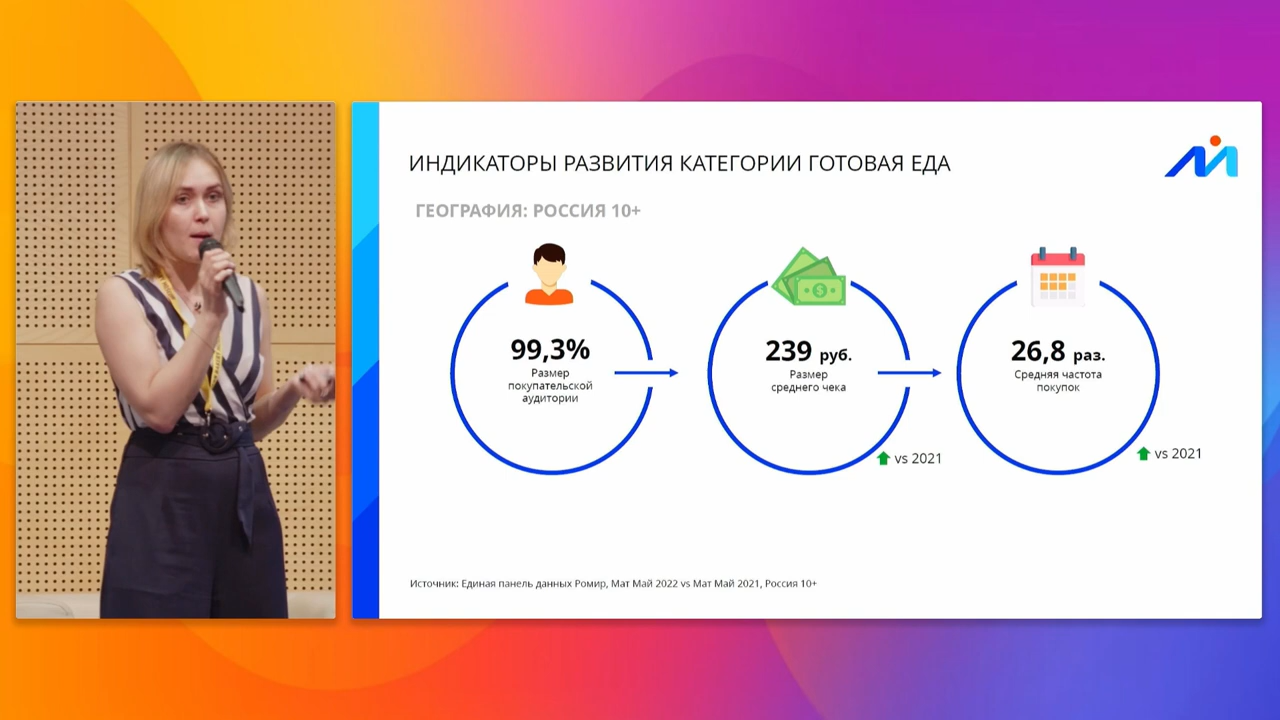 ИНДИКАТОРЫ РАЗВИТИЯ КАТЕГОРИИ ГОТОВАЯ ЕДА
ГЕОГРАФИЯ: РОССИЯ 10+
99,3%
Размер
покупательской
аудитории
239 руб.
Размер
среднего чека
vs 2021
26,8 раз.
Средняя частота
покупок
vs 2021
Источник: Единая панель данных Ромир, Мат Май 2022 vs Мат Май 2021, Россия 10+